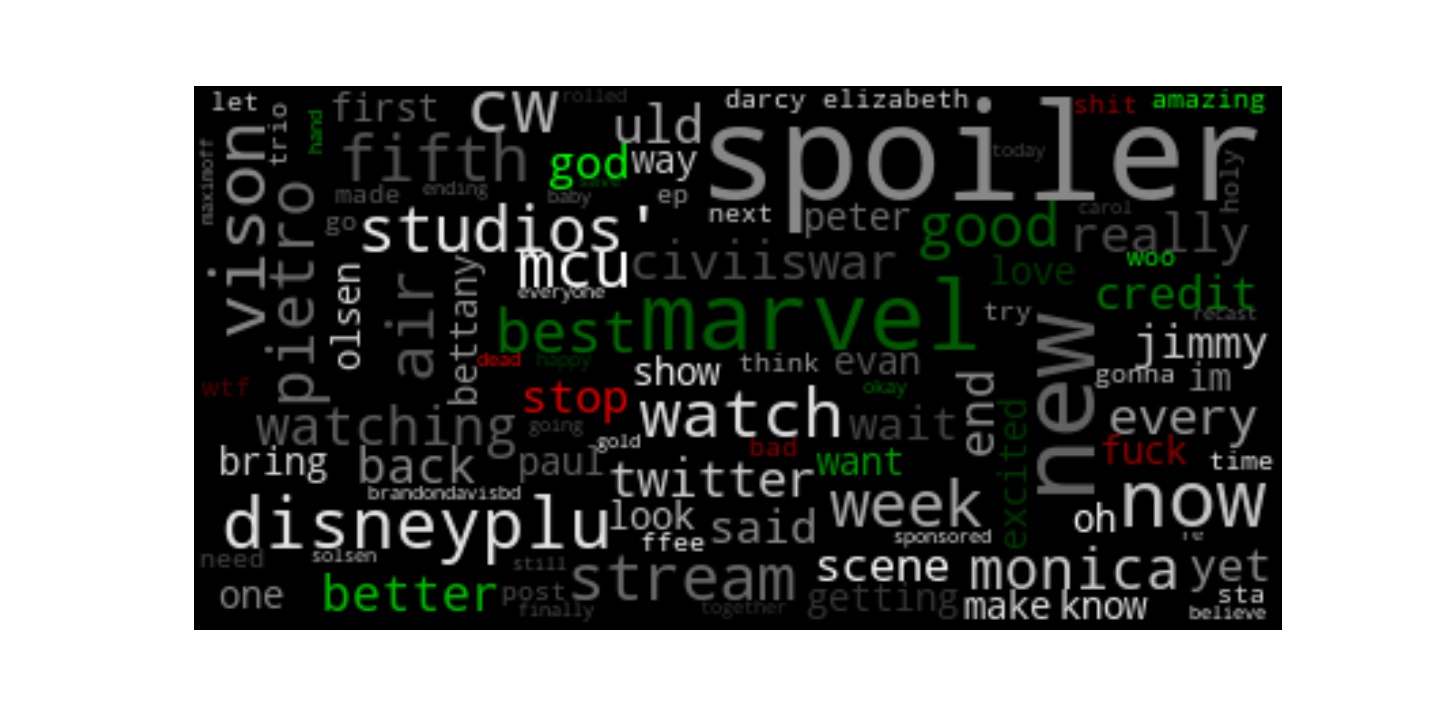 let
trio
hand
first
cw
rolled
uld
darcy elizabeth
spoiler
shit
amazing
maximoff
vison
pietro
fifth
god
way
today
holy
save
made
ending
baby
ep
next
peter
good
carol
really
go
studios'
mcu
civiiswar
love
woo
olsen
air
bettany
everyone
best
marvel
try
new
credit
recast
jimmy
dead
happy
show
think
evan
gonna
im
wtf
stop
watch
okay
wait
end
excited
every
watching
going
gold
bad
fuck
time
bring
back
paul
twitter
want
brandondavisbd
week
disneyplu
look
said
oh
now
ffee
sponsored
re
need
solsen
still
stream
scene
monica
yet
one
better
post
finally
together
getting
make
know
sta
believe